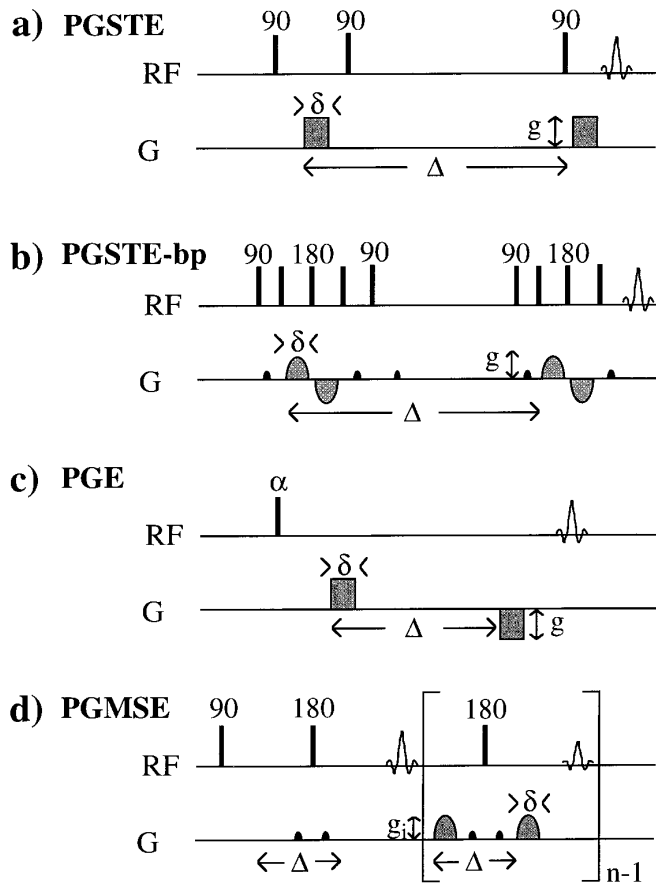 a) PGSTE
90 90 90
RF
> δ <
g
G
Δ
b) PGSTE-bp
90 180 90 90 180
RF
> δ <
g
G
Δ
c) PGE
α
RF
> δ <
G
Δ g
d) PGMSE
90 180 180
RF
> δ <
gᵢ
G
Δ Δ
n-1